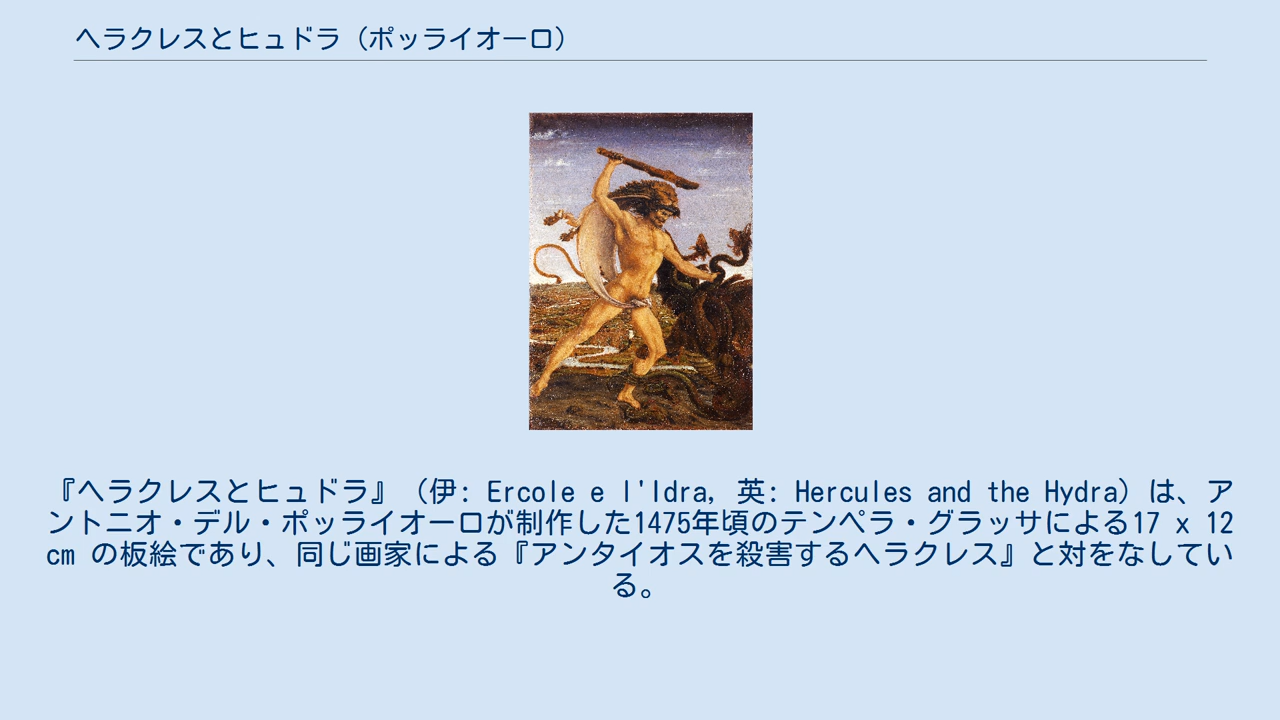 ヘラクレスとヒュドラ（ポッライオーロ）
『ヘラクレスとヒュドラ』（伊: Ercole e l'Idra, 英: Hercules and the Hydra）は、ア
ントニオ・デル・ポッライオーロが制作した1475年頃のテンペラ・グラッサによる17 x 12
cm の板絵であり、同じ画家による『アンタイオスを殺害するヘラクレス』と対をなしてい
る。